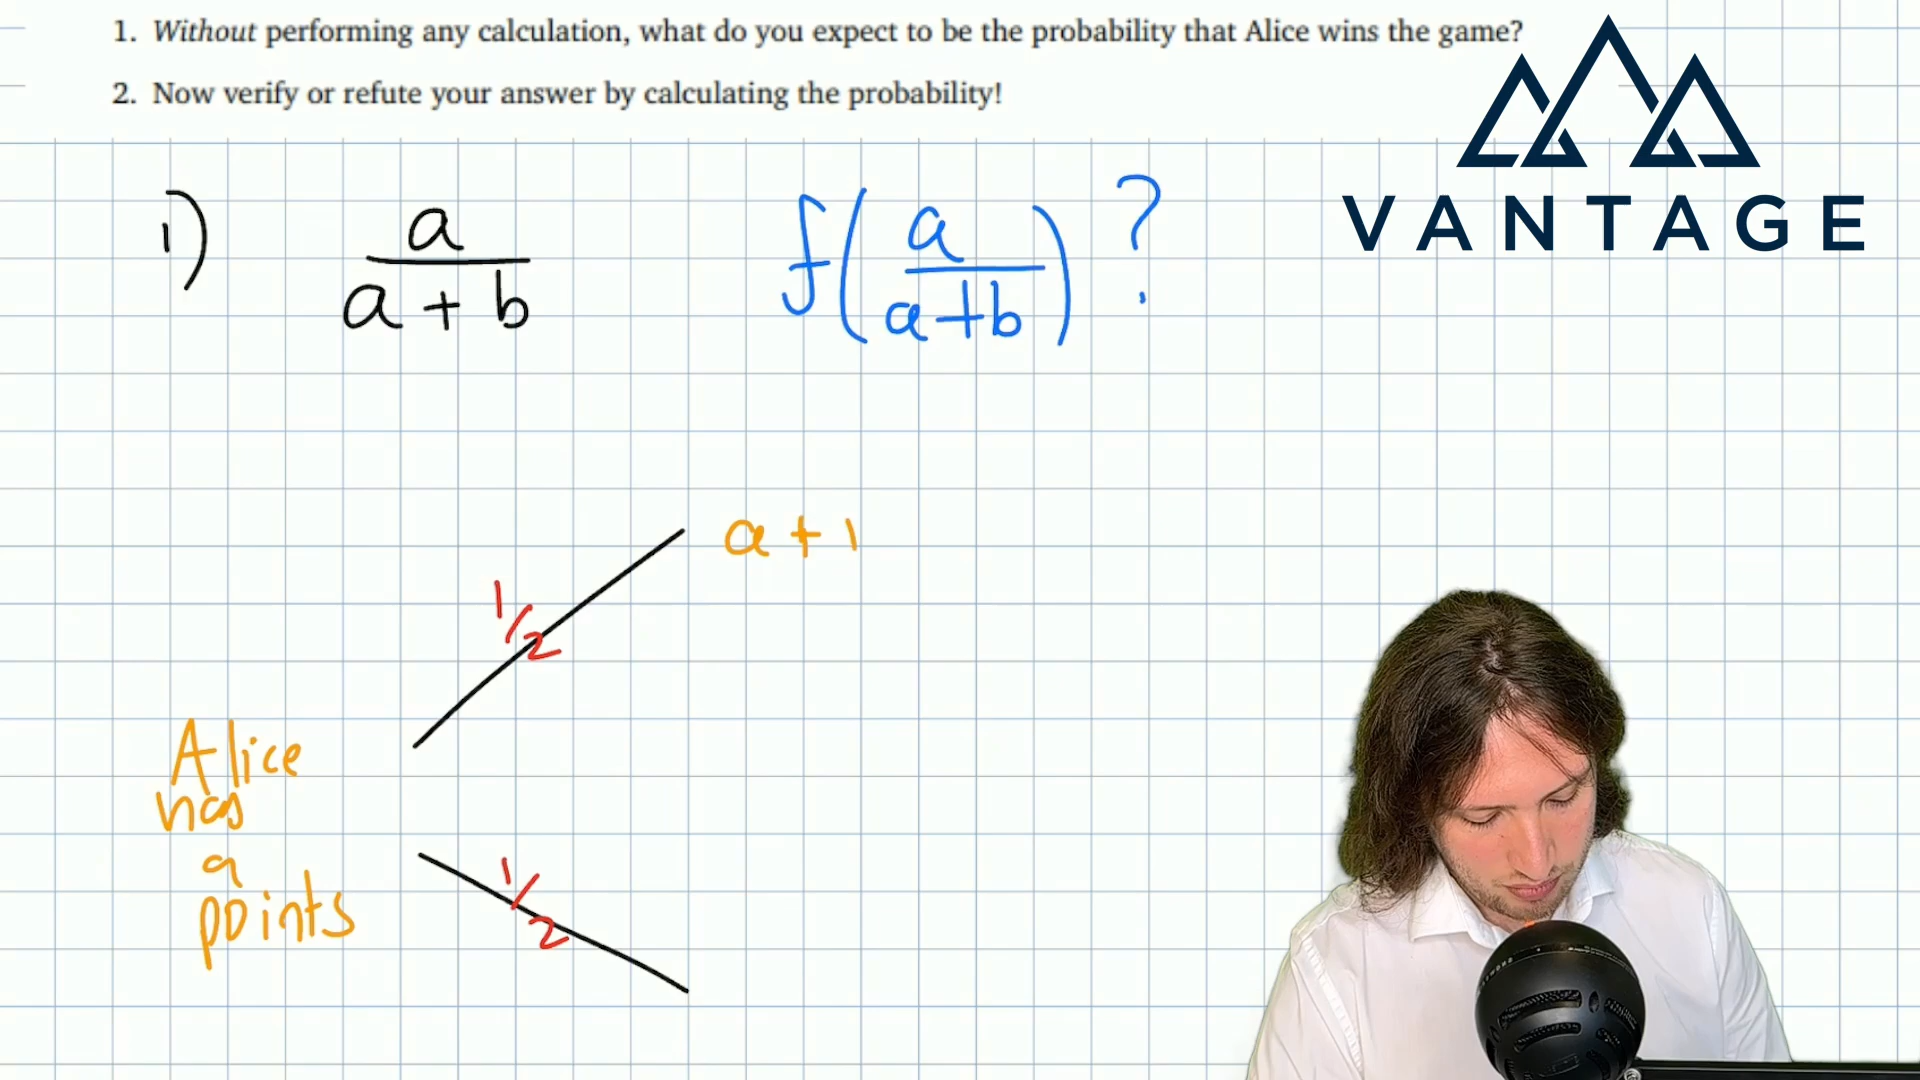 1. Without performing any calculation, what do you expect to be the probability that Alice wins the game?
2. Now verify or refute your answer by calculating the probability!
VANTAGE
1)
a
a + b
f(a/a+b)?
a + 1
1/2
Alice
has
a
points
1/2